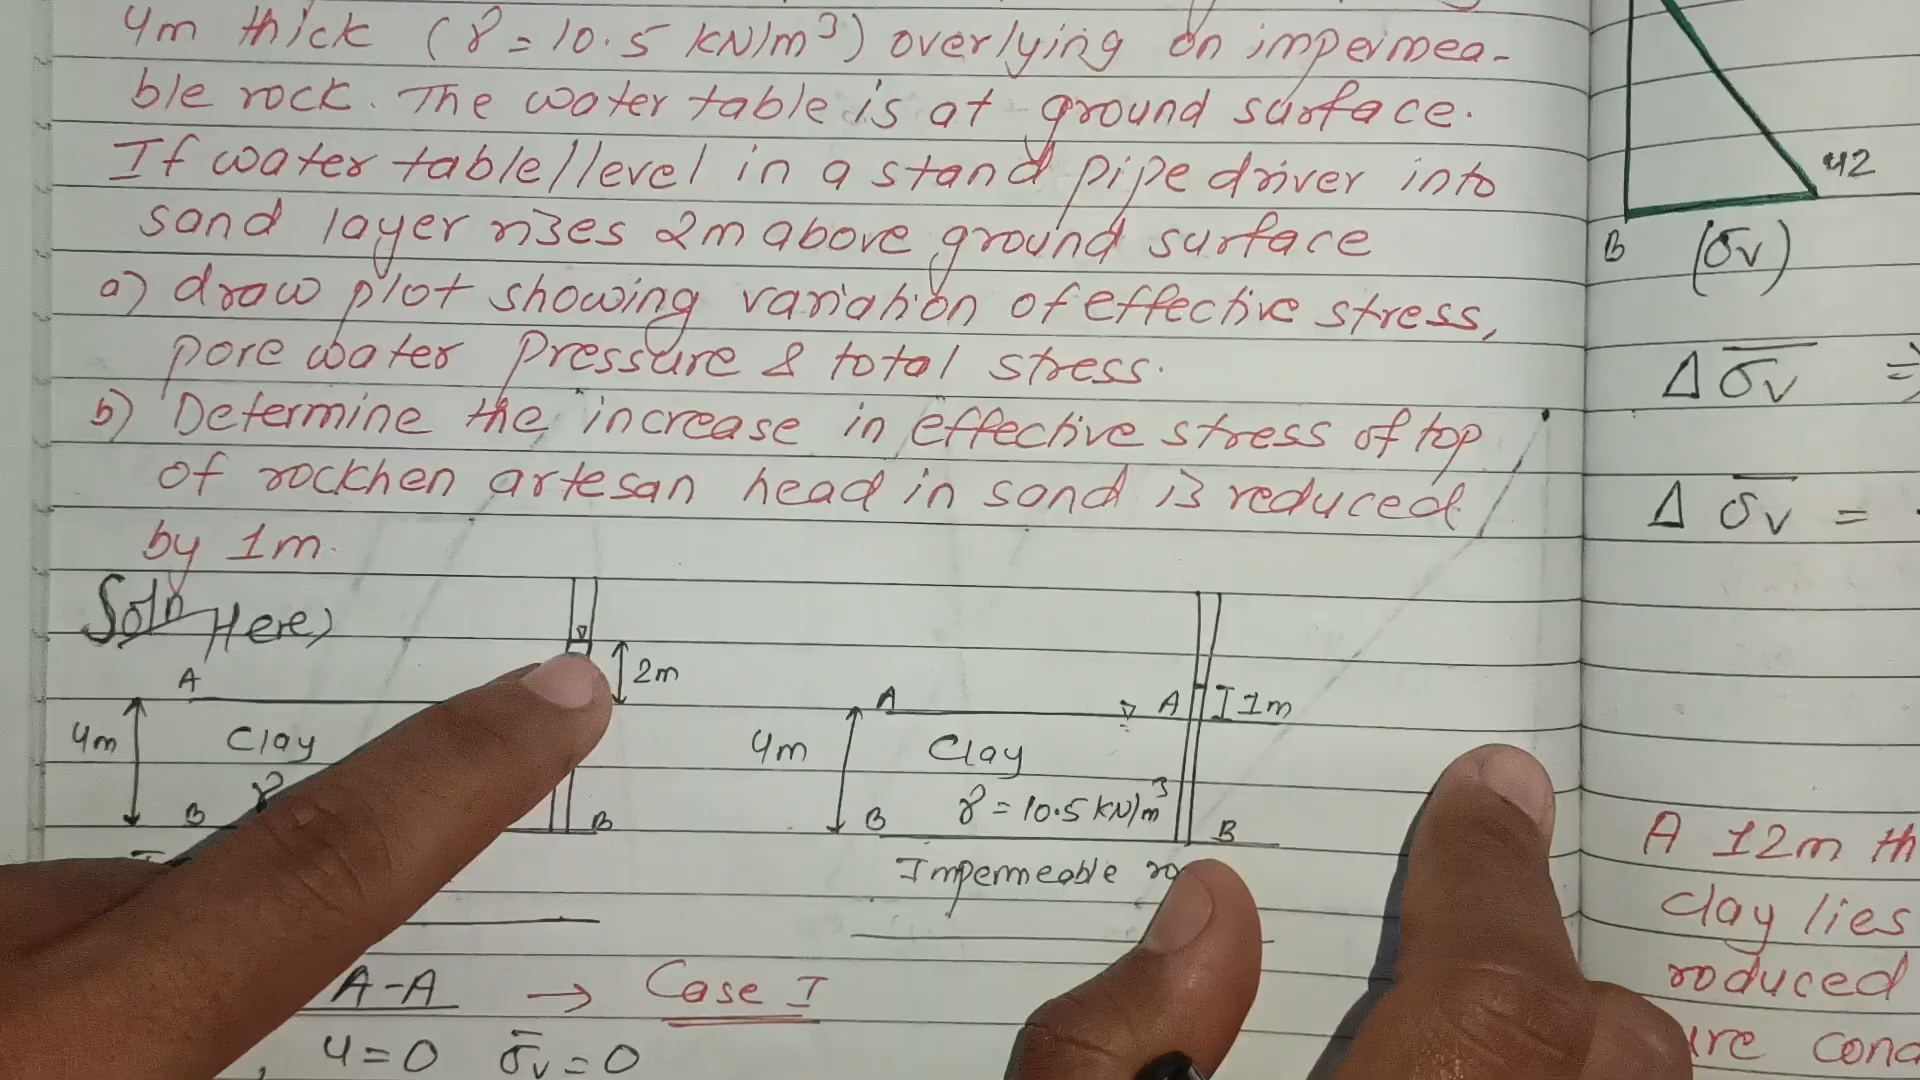 4m thick (γ=10.5 kN/m³) overlying on impermea-
ble rock. The water table is at ground surface.
If water table/level in a stand pipe driver into
sand layer rises 2m above ground surface
a) draw plot showing variation of effective stress,
pore water pressure & total stress.
b) Determine the increase in effective stress of top
of rockhen artesan head in sand is reduced
by 1m.
Soln Here,
2m
A
4m
Clay
γ
B
B
A
A
1m
4m
Clay
B
γ=10.5 kN/m³
B
Impermeable
A-A → Case I
u=0 σ̅v=0
42
B
(σv)
Δσ̅v ⇒
Δσ̅v =
A 12m th
clay lies
roduced
ure cond